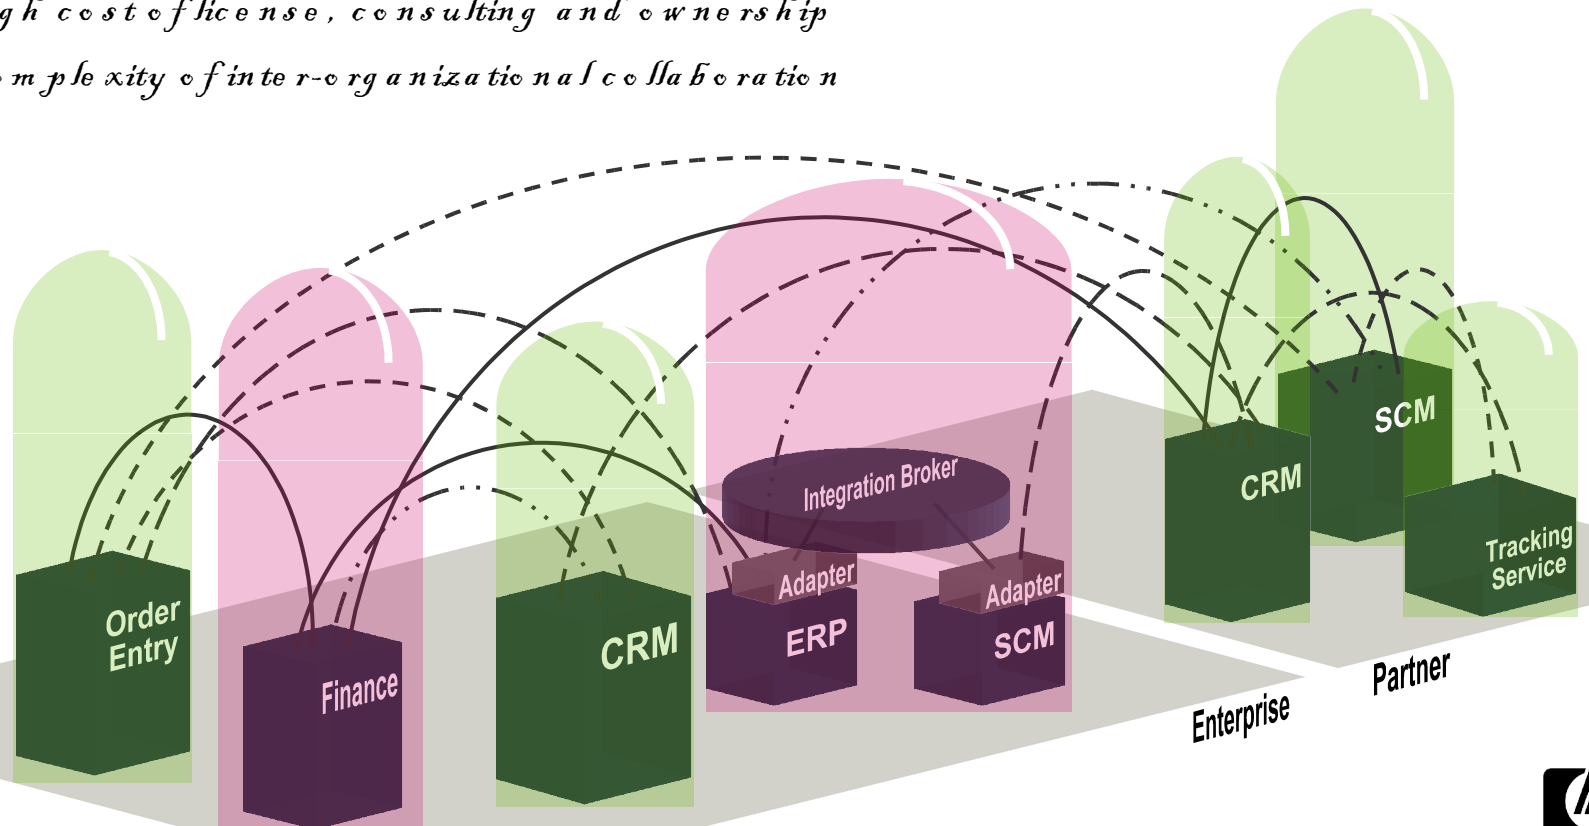 cost of license, consulting and ownership
of inter-organizational collaboration
SCM
CRM
Integration Broker
Tracking
Service
Adapter
Adapter
Order
Entry
CRM
ERP
SCM
Finance
Partner
Enterprise